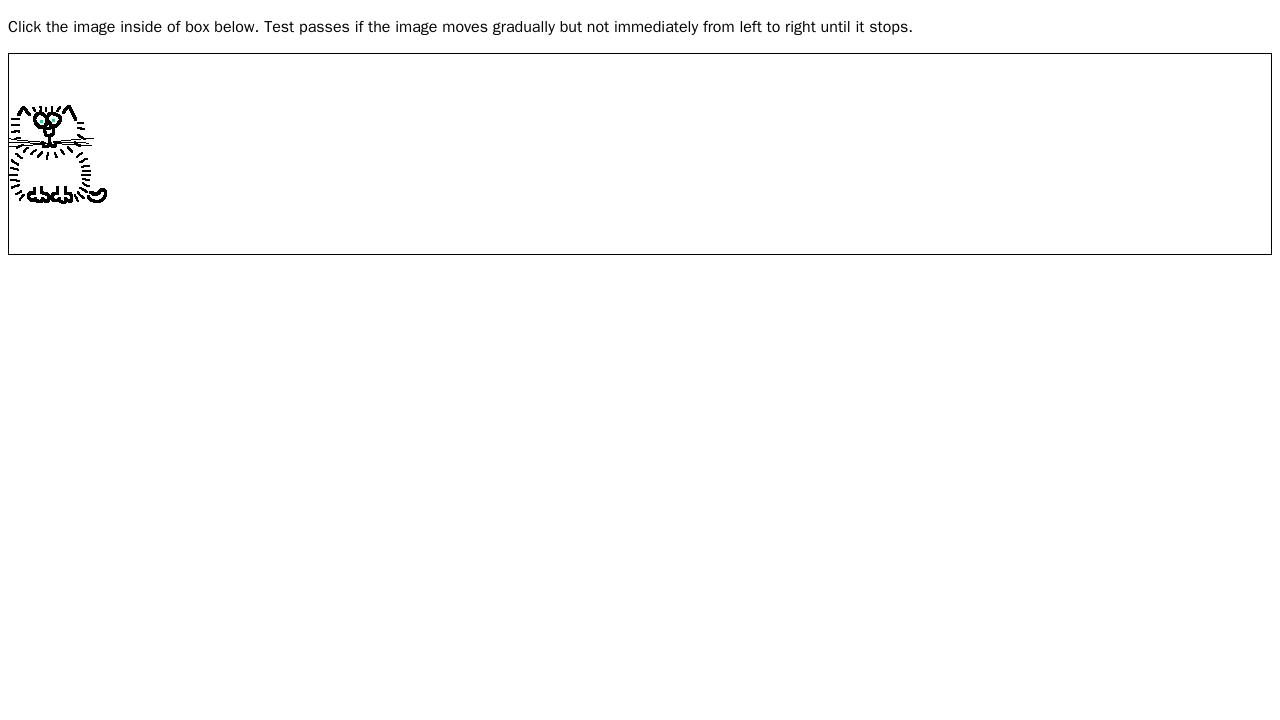 Click the image inside of box below. Test passes if the image moves gradually but not immediately from left to right until it stops.